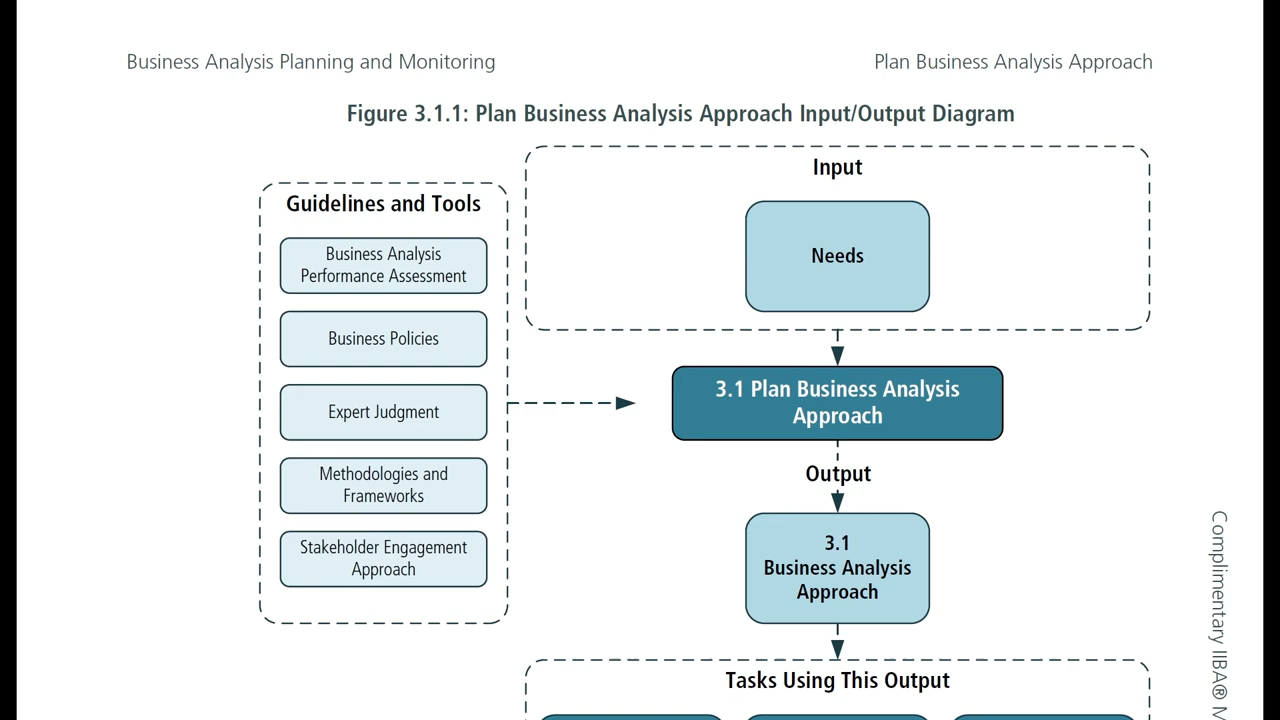 Business Analysis Planning and Monitoring
Plan Business Analysis Approach
Figure 3.1.1: Plan Business Analysis Approach Input/Output Diagram
Input
Needs
Guidelines and Tools
Business Analysis
Performance Assessment
Business Policies
Expert Judgment
Methodologies and
Frameworks
Stakeholder Engagement
Approach
3.1 Plan Business Analysis
Approach
Output
3.1
Business Analysis
Approach
Tasks Using This Output
Complimentary IIBA®